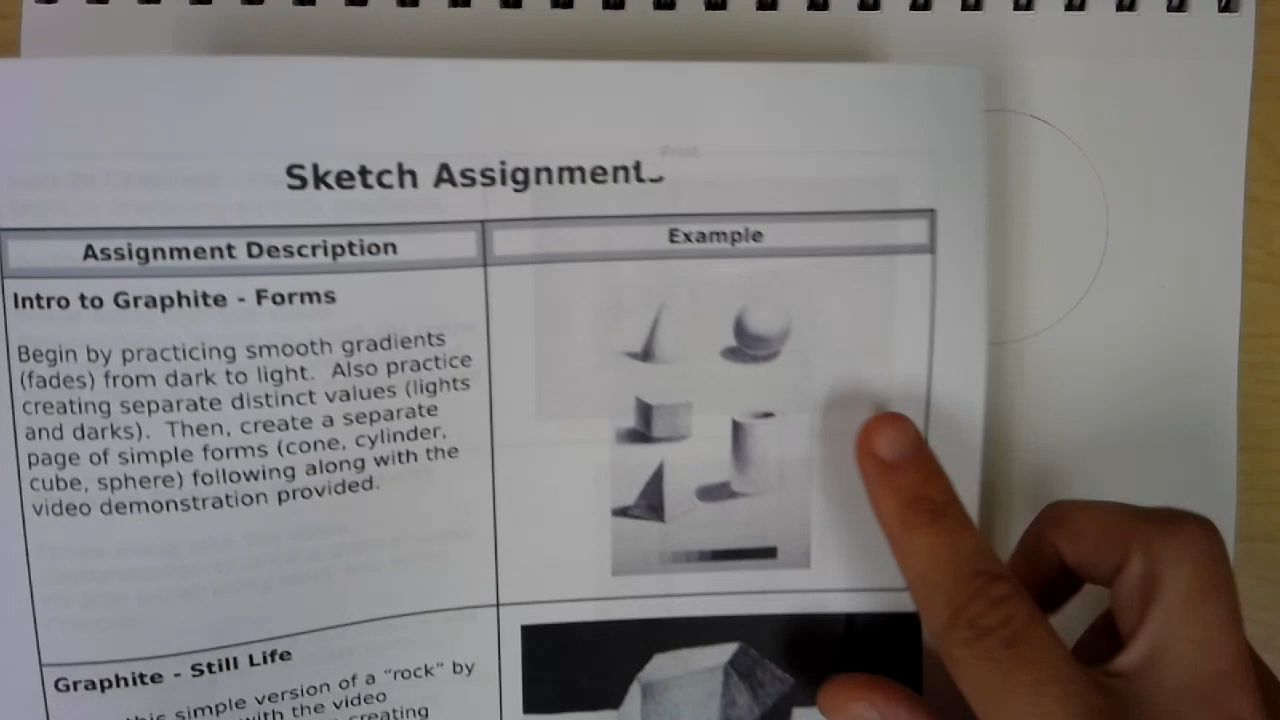 Sketch Assignment
Assignment Description
Example
Intro to Graphite - Forms
Begin by practicing smooth gradients
(fades) from dark to light. Also practice
creating separate distinct values (lights
and darks). Then, create a separate
page of simple forms (cone, cylinder,
cube, sphere) following along with the
video demonstration provided.
Graphite - Still Life
this simple version of a “rock” by
with the video
creating